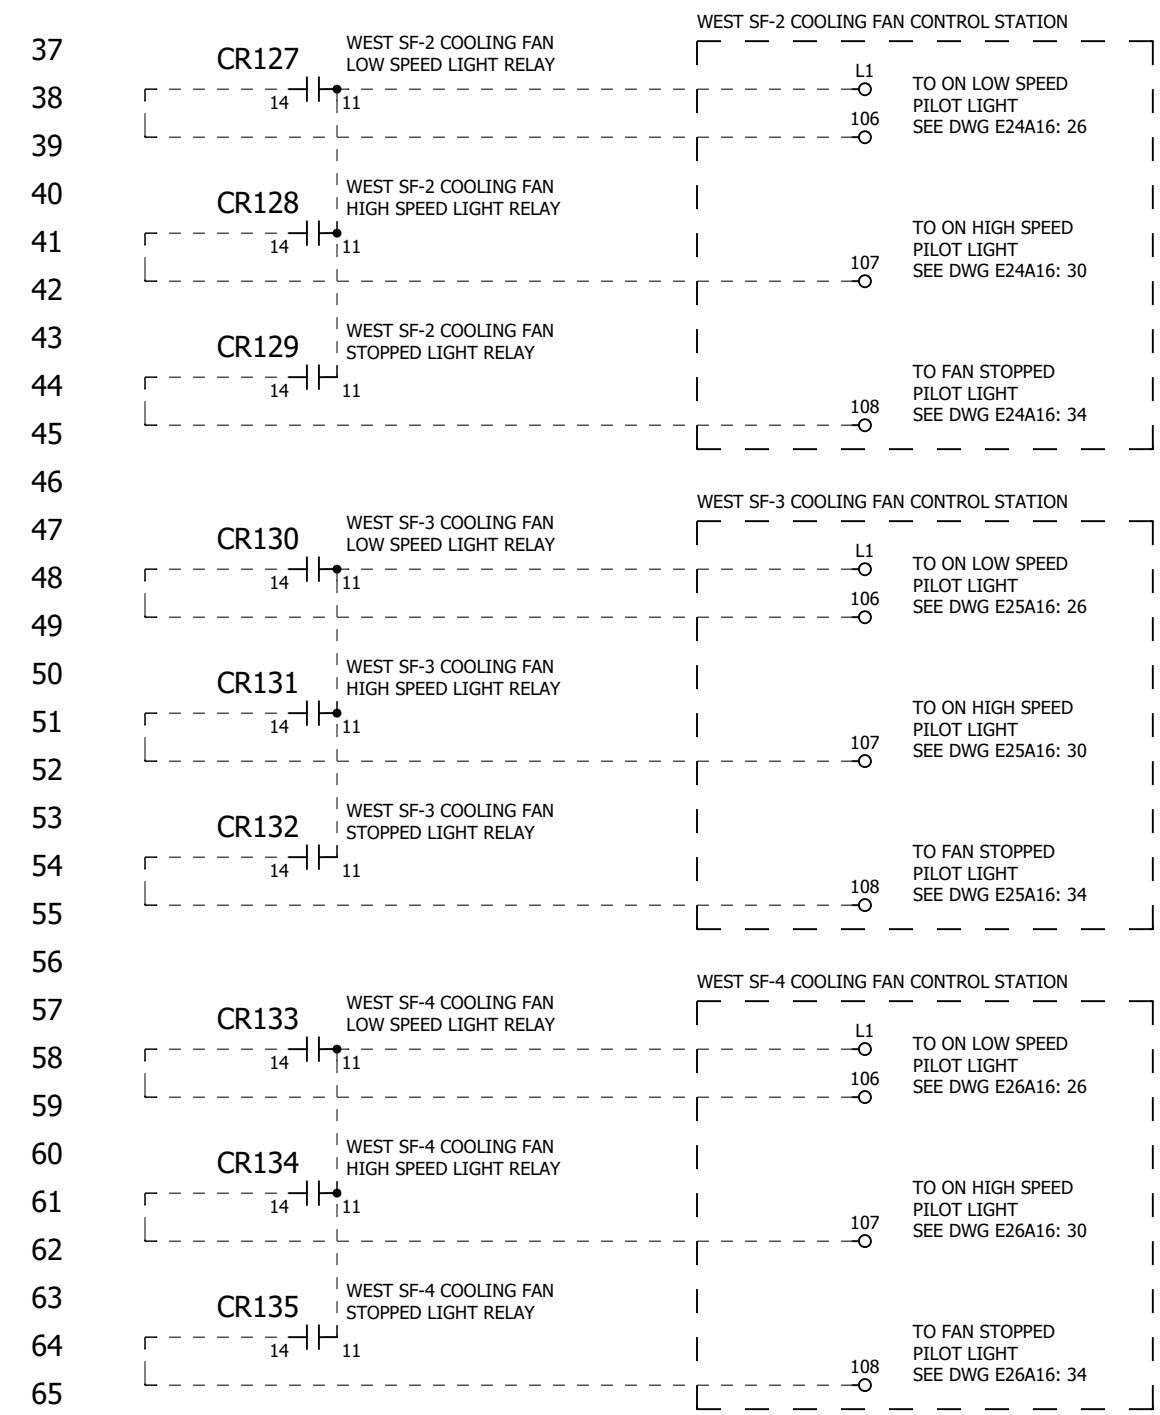 WEST SF-2 COOLING FAN CONTROL STATION
37
CR127
WEST SF-2 COOLING FAN
LOW SPEED LIGHT RELAY
38
14
11
L1
TO ON LOW SPEED
PILOT LIGHT
SEE DWG E24A16: 26
39
106
40
CR128
WEST SF-2 COOLING FAN
HIGH SPEED LIGHT RELAY
41
14
11
TO ON HIGH SPEED
PILOT LIGHT
SEE DWG E24A16: 30
42
107
43
CR129
WEST SF-2 COOLING FAN
STOPPED LIGHT RELAY
44
14
11
TO FAN STOPPED
PILOT LIGHT
SEE DWG E24A16: 34
45
108
46
WEST SF-3 COOLING FAN CONTROL STATION
47
CR130
WEST SF-3 COOLING FAN
LOW SPEED LIGHT RELAY
48
14
11
L1
TO ON LOW SPEED
PILOT LIGHT
SEE DWG E25A16: 26
49
106
50
CR131
WEST SF-3 COOLING FAN
HIGH SPEED LIGHT RELAY
51
14
11
TO ON HIGH SPEED
PILOT LIGHT
SEE DWG E25A16: 30
52
107
53
CR132
WEST SF-3 COOLING FAN
STOPPED LIGHT RELAY
54
14
11
TO FAN STOPPED
PILOT LIGHT
SEE DWG E25A16: 34
55
108
56
WEST SF-4 COOLING FAN CONTROL STATION
57
CR133
WEST SF-4 COOLING FAN
LOW SPEED LIGHT RELAY
58
14
11
L1
TO ON LOW SPEED
PILOT LIGHT
SEE DWG E26A16: 26
59
106
60
CR134
WEST SF-4 COOLING FAN
HIGH SPEED LIGHT RELAY
61
14
11
TO ON HIGH SPEED
PILOT LIGHT
SEE DWG E26A16: 30
62
107
63
CR135
WEST SF-4 COOLING FAN
STOPPED LIGHT RELAY
64
14
11
TO FAN STOPPED
PILOT LIGHT
SEE DWG E26A16: 34
65
108